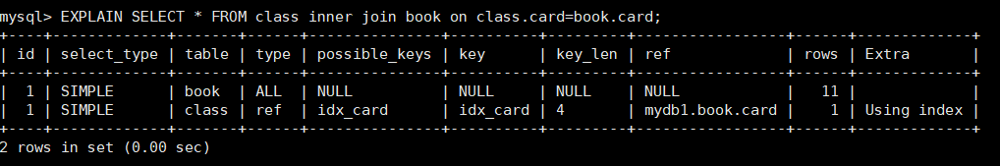 mysql> EXPLAIN SELECT * FROM class inner join book on class.card=book.card;
+----+-------------+-------+------+---------------+----------+---------+-----------------+------+-------------+
| id | select_type | table | type | possible_keys | key      | key_len | ref             | rows | Extra       |
+----+-------------+-------+------+---------------+----------+---------+-----------------+------+-------------+
|  1 | SIMPLE      | book  | ALL  | NULL          | NULL     | NULL    | NULL            |   11 |             |
|  1 | SIMPLE      | class | ref  | idx_card      | idx_card | 4       | mydb1.book.card |    1 | Using index |
+----+-------------+-------+------+---------------+----------+---------+-----------------+------+-------------+
2 rows in set (0.00 sec)